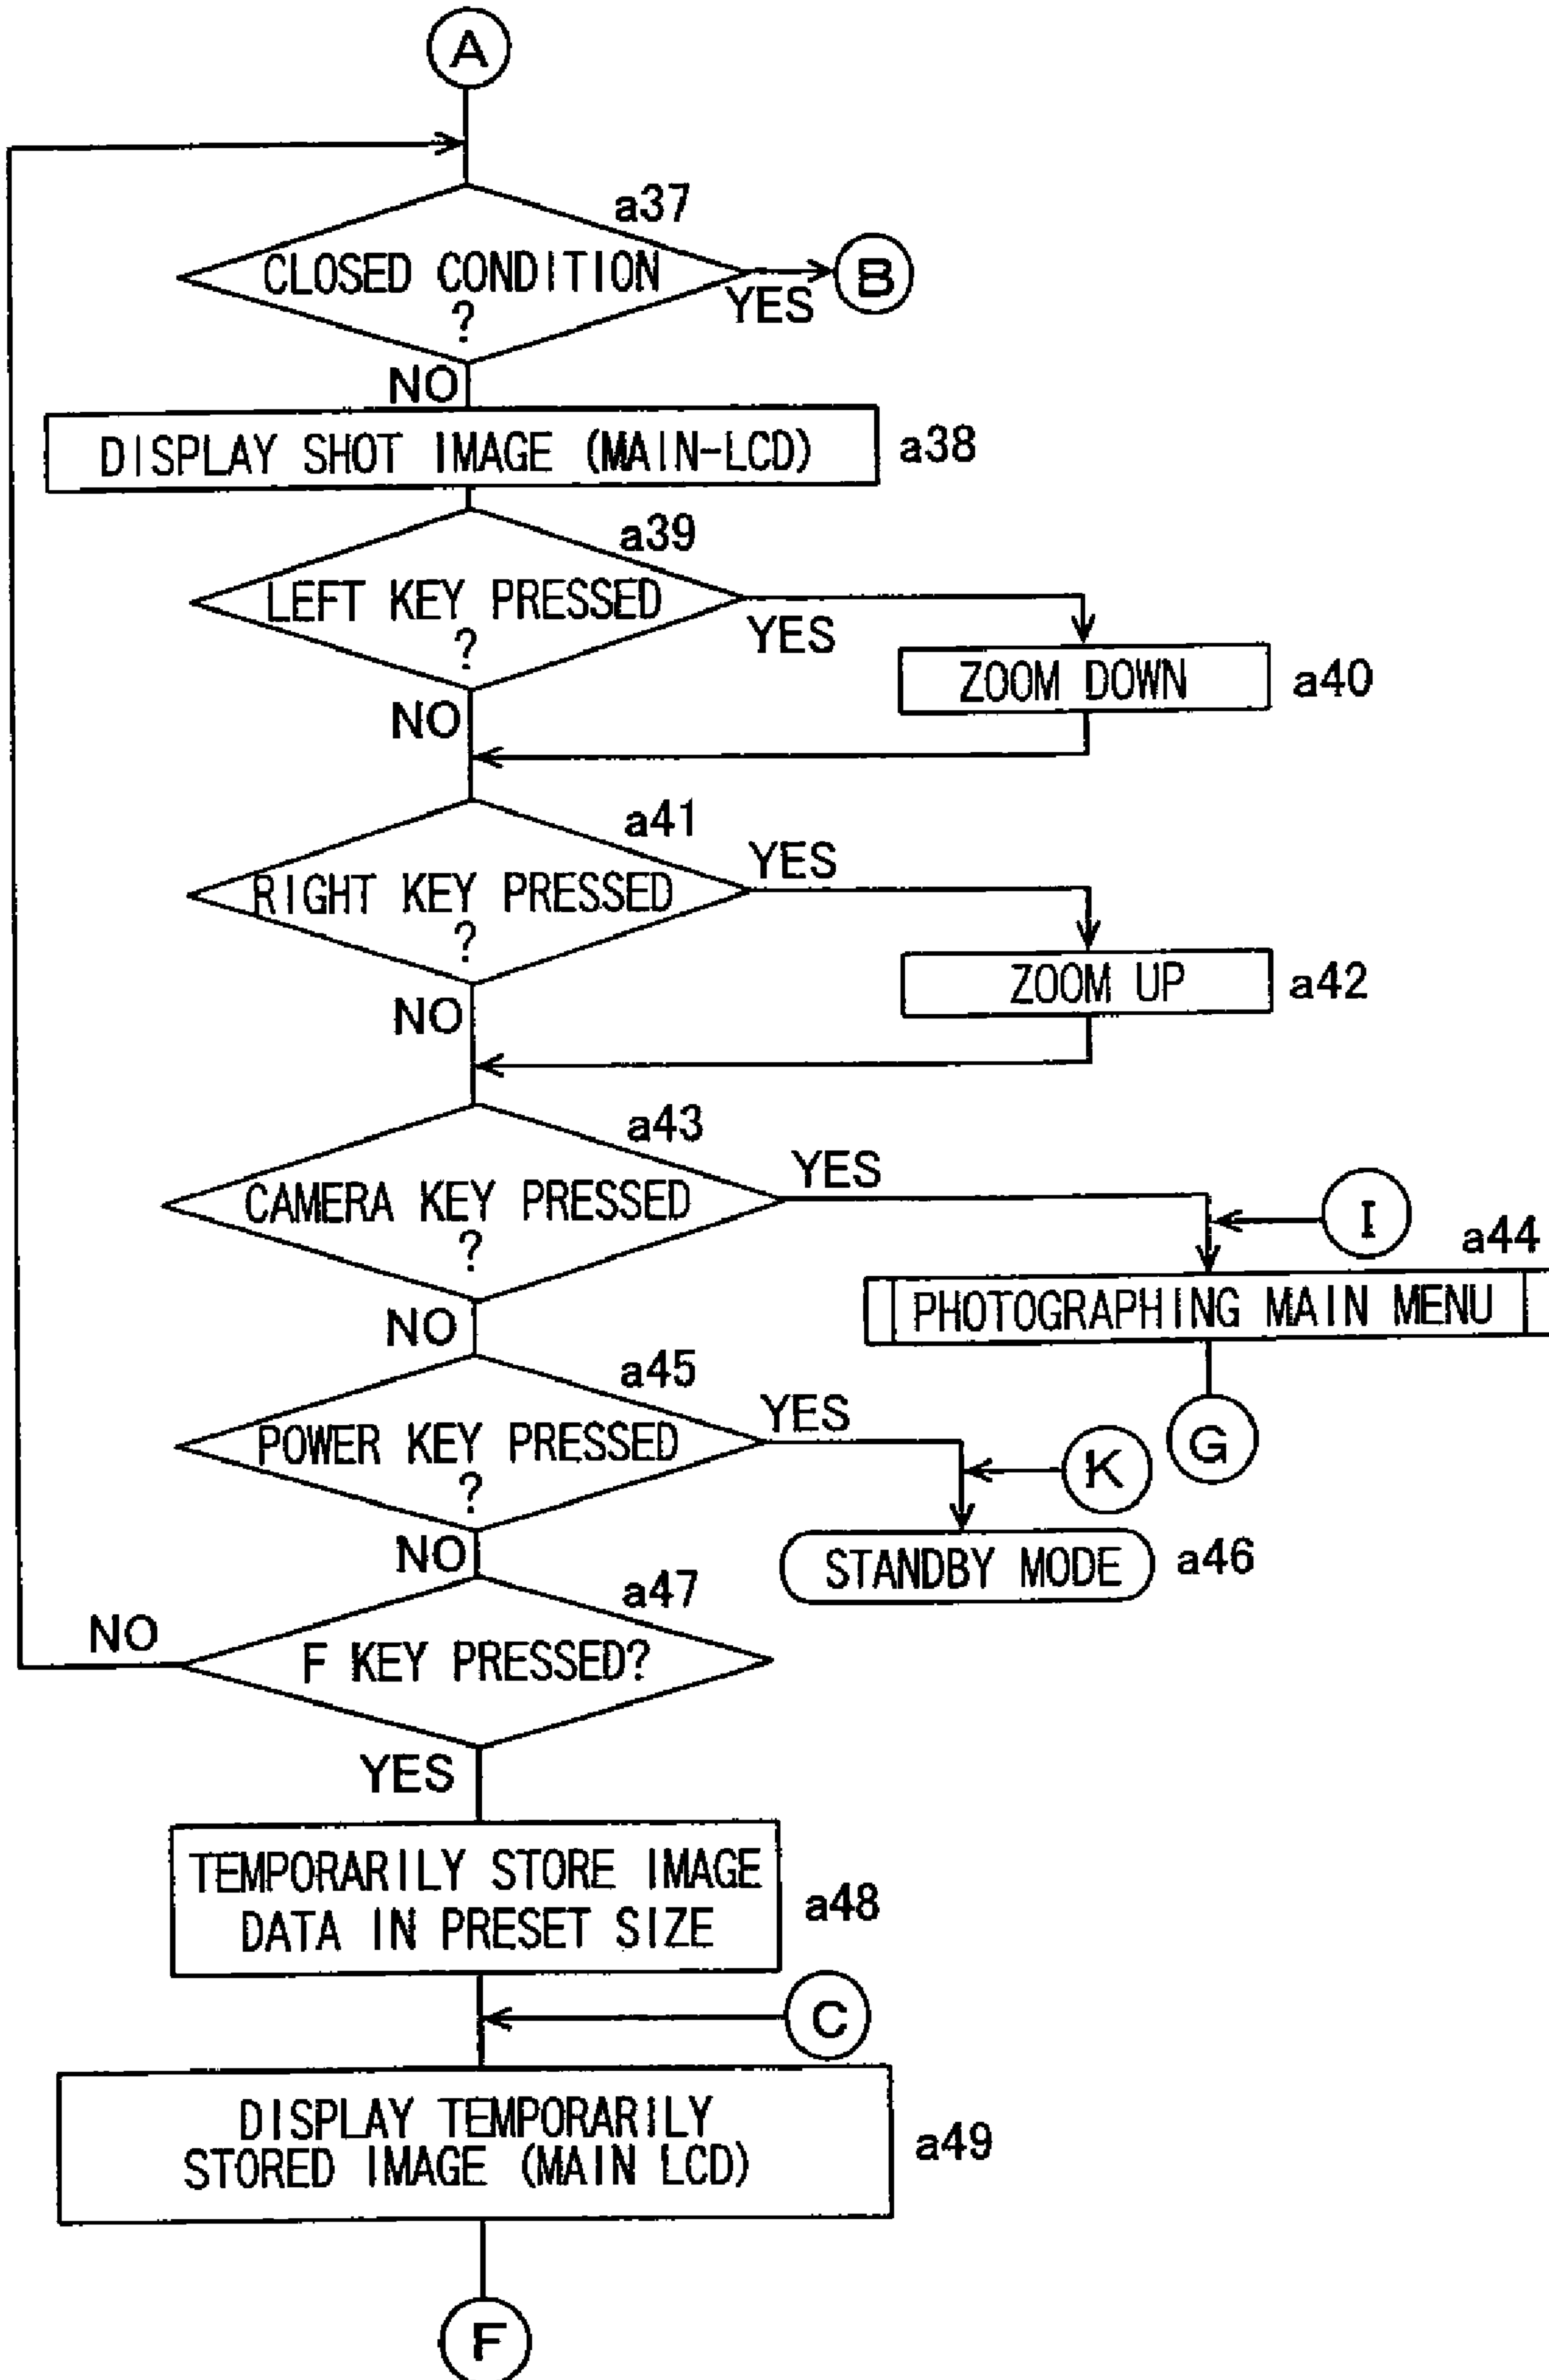 A
a37
CLOSED CONDITION
?
YES
B
NO
DISPLAY SHOT IMAGE (MAIN-LCD)
a38
a39
LEFT KEY PRESSED
?
YES
NO
ZOOM DOWN
a40
a41
RIGHT KEY PRESSED
?
YES
NO
ZOOM UP
a42
a43
CAMERA KEY PRESSED
?
YES
I
a44
NO
PHOTOGRAPHING MAIN MENU
G
a45
POWER KEY PRESSED
?
YES
K
NO
STANDBY MODE
a46
a47
NO
F KEY PRESSED?
YES
TEMPORARILY STORE IMAGE
DATA IN PRESET SIZE
a48
C
DISPLAY TEMPORARILY
STORED IMAGE (MAIN LCD)
a49
F